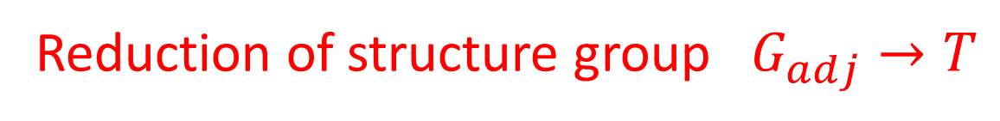 Reduction of structure group G_{adj} → T